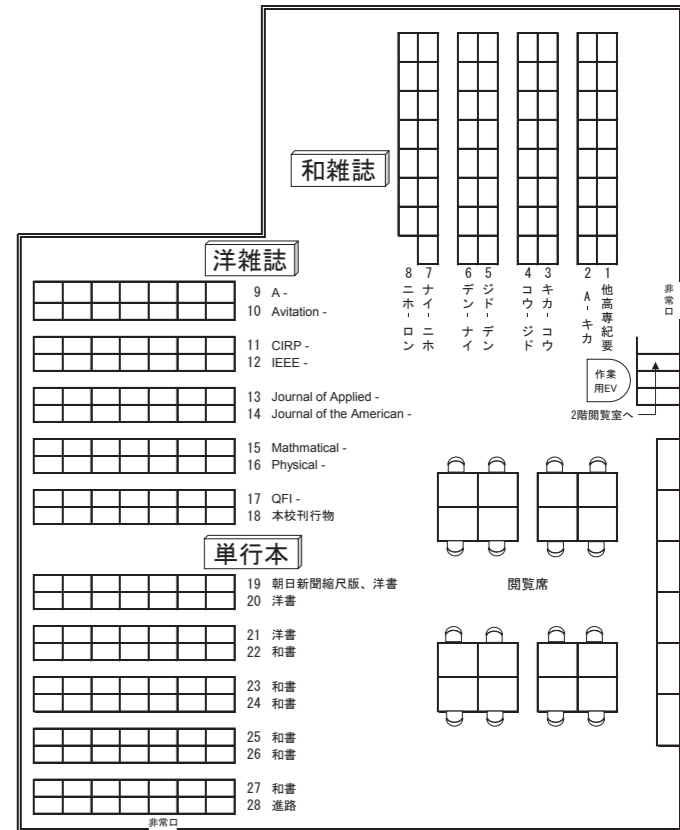 和雑誌
8 ニホ-ロン
7 ナイ-ニホ
6 デン-ナイ
5 ジド-デン
4 コウ-ジド
3 キカ-コウ
2 A-キカ
1 他高専紀要
非常口
作業
用EV
2階閲覧室へ
洋雑誌
9 A -
10 Avitation -
11 CIRP -
12 IEEE -
13 Journal of Applied -
14 Journal of the American -
15 Mathmatical -
16 Physical -
17 QFI -
18 本校刊行物
単行本
19 朝日新聞縮尺版、洋書
20 洋書
閲覧席
21 洋書
22 和書
23 和書
24 和書
25 和書
26 和書
27 和書
28 進路
非常口